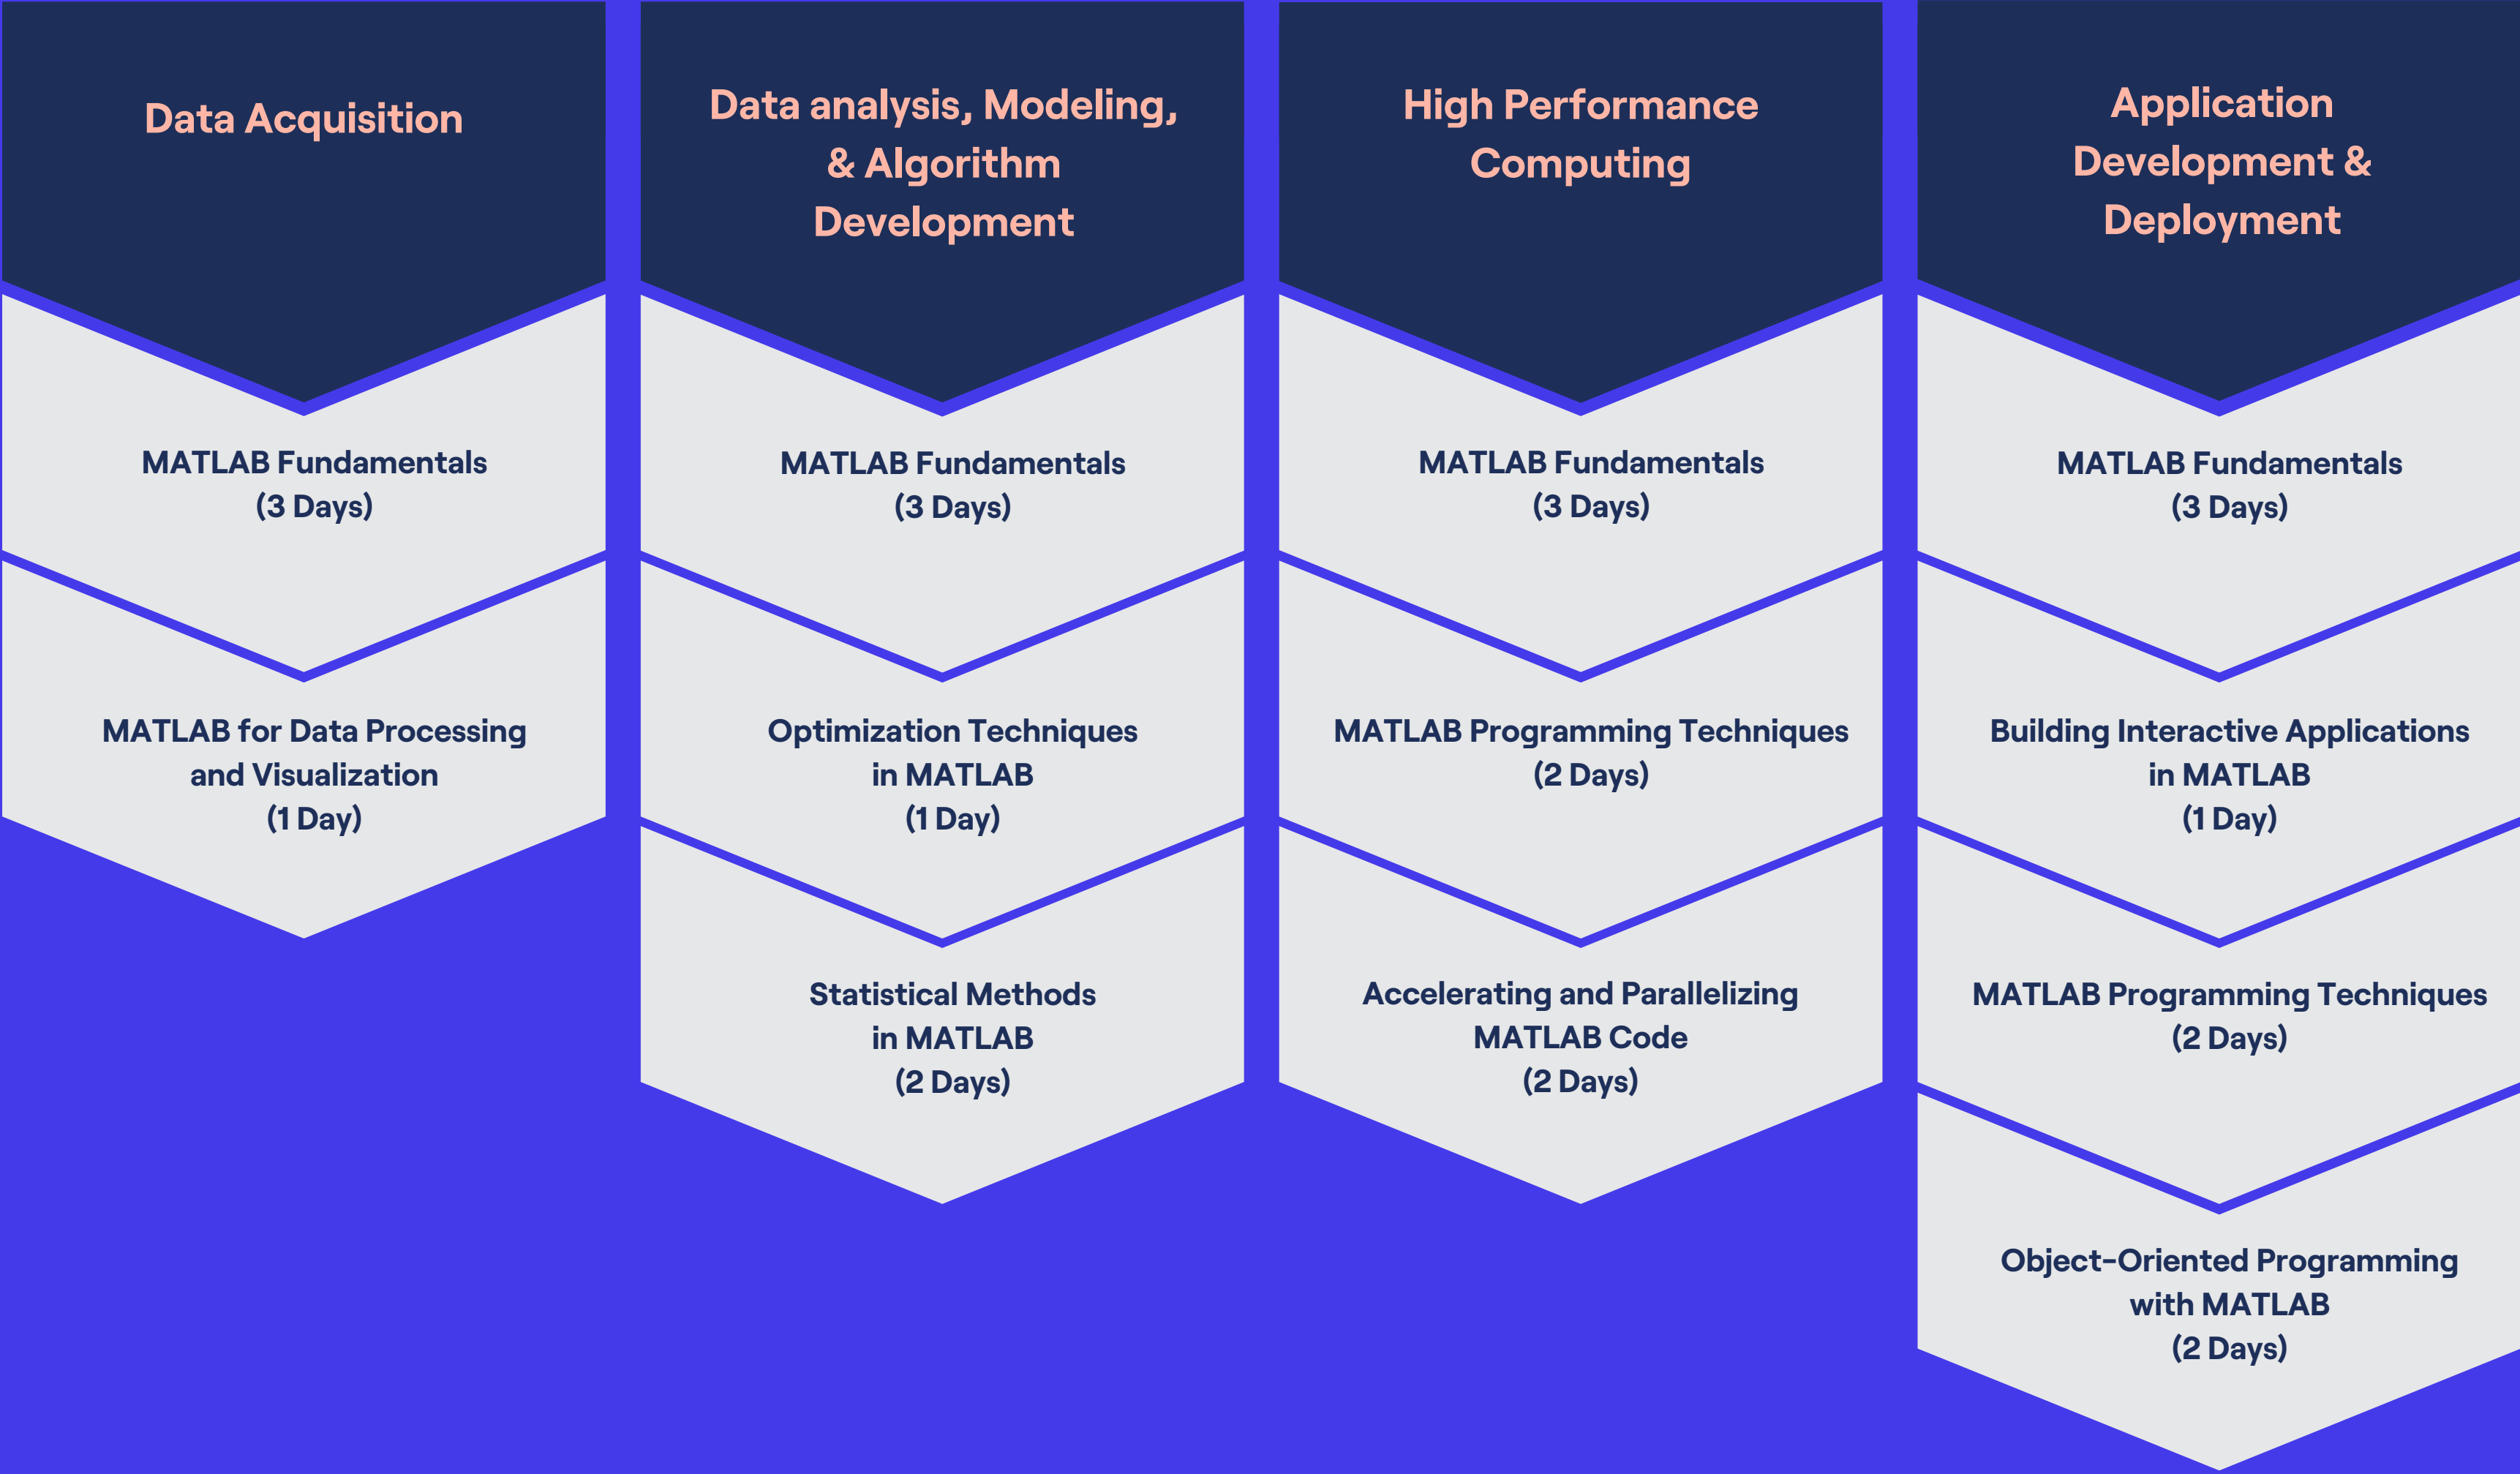 Data Acquisition
MATLAB Fundamentals
(3 Days)
MATLAB for Data Processing
and Visualization
(1 Day)
Data analysis, Modeling,
& Algorithm
Development
MATLAB Fundamentals
(3 Days)
Optimization Techniques
in MATLAB
(1 Day)
Statistical Methods
in MATLAB
(2 Days)
High Performance
Computing
MATLAB Fundamentals
(3 Days)
MATLAB Programming Techniques
(2 Days)
Accelerating and Parallelizing
MATLAB Code
(2 Days)
Application
Development &
Deployment
MATLAB Fundamentals
(3 Days)
Building Interactive Applications
in MATLAB
(1 Day)
MATLAB Programming Techniques
(2 Days)
Object-Oriented Programming
with MATLAB
(2 Days)